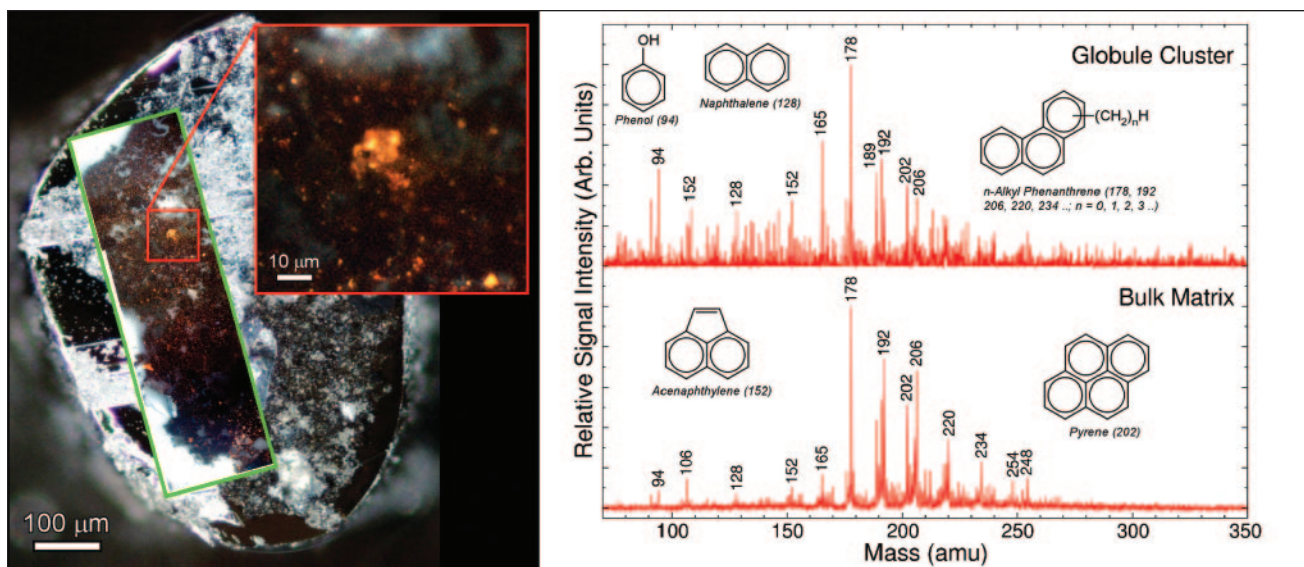 10 μm
100 μm
Relative Signal Intensity (Arb. Units)
Globule Cluster
OH
Phenol (94)
Naphthalene (128)
(CH₂)ₙH
n-Alkyl Phenanthrene (178, 192
206, 220, 234 ..; n = 0, 1, 2, 3 ..)
94
152
128
152
165
178
189
192
202
206
Bulk Matrix
Acenaphthylene (152)
Pyrene (202)
94
106
128
152
165
178
192
202
206
220
234
254
248
100 150 200 250 300 350
Mass (amu)